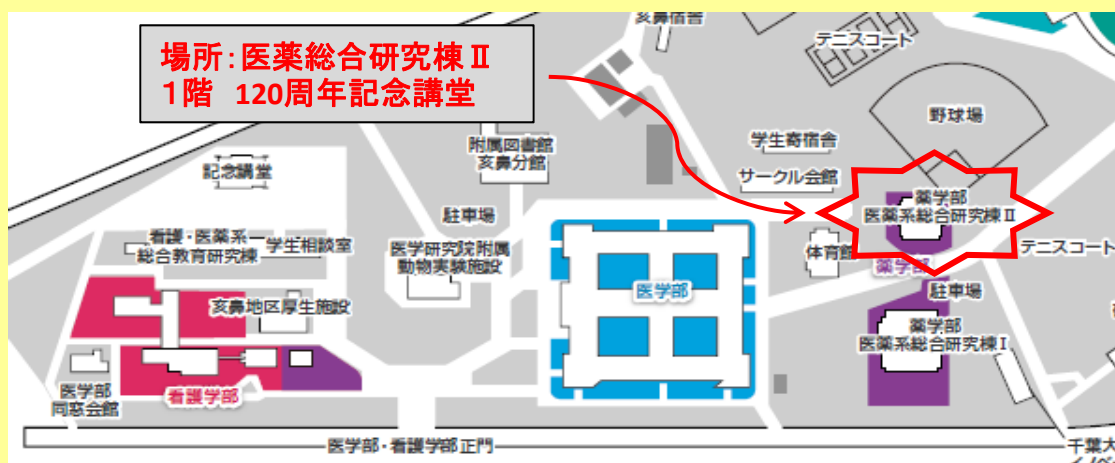 亥鼻宿舎
場所：医薬総合研究棟Ⅱ
1階 120周年記念講堂
テニスコート
野球場
附属図書館
亥鼻分館
学生寄宿舎
記念講堂
サークル会館
薬学部
医薬系総合研究棟Ⅱ
駐車場
看護・医薬系
総合教育研究棟
学生相談室
医学研究院附属
動物実験施設
体育館
薬学部
テニスコート
医学部
駐車場
亥鼻地区厚生施設
薬学部
医薬系総合研究棟Ⅰ
医学部
同窓会館
看護学部
医学部・看護学部正門
千葉大